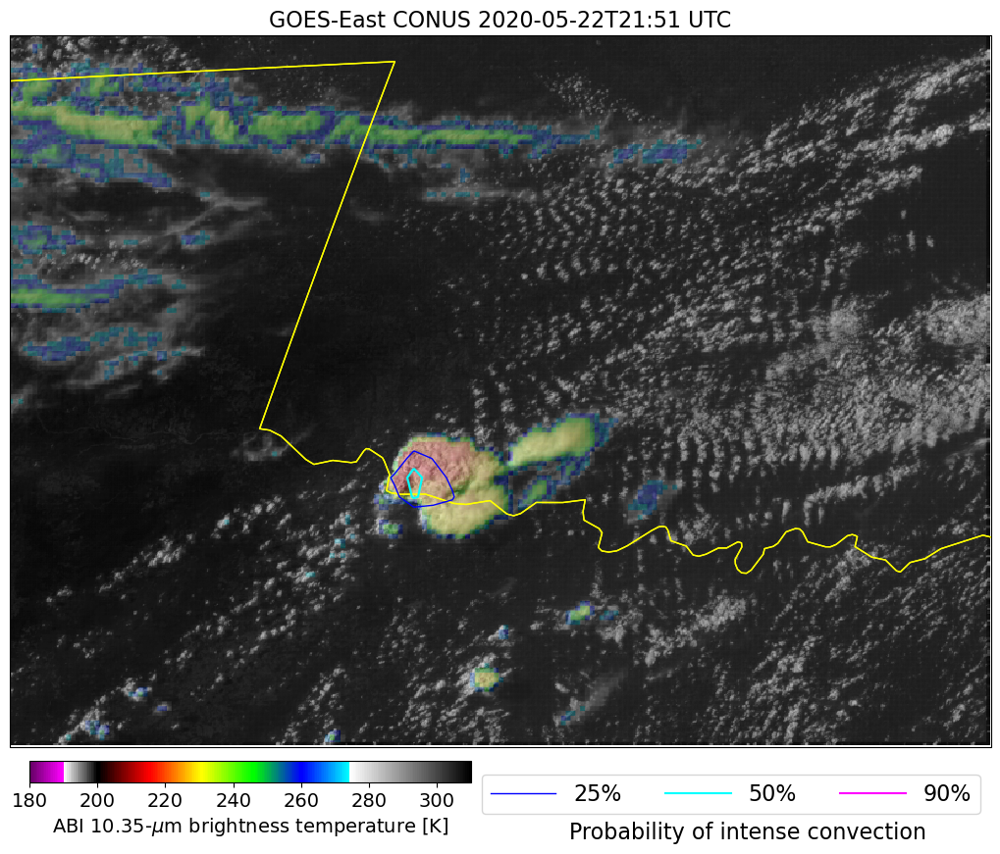 GOES-East CONUS 2020-05-22T21:51 UTC
180 200 220 240 260 280 300
ABI 10.35-μm brightness temperature [K]
25% 50% 90%
Probability of intense convection